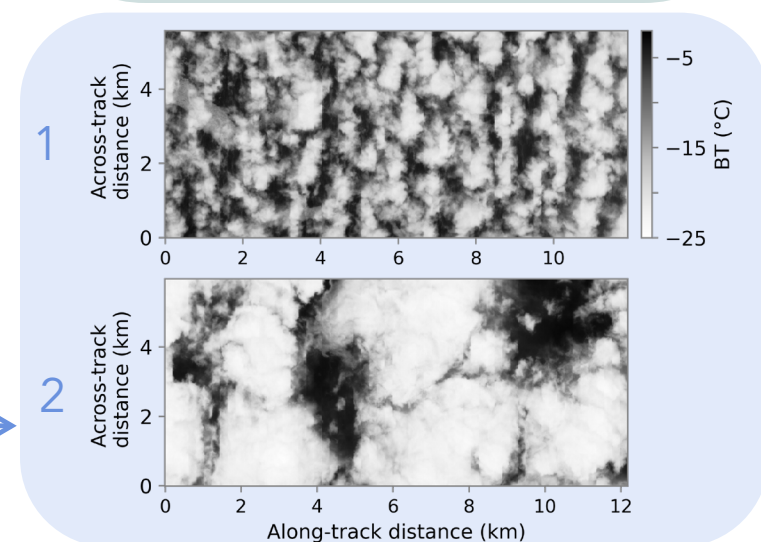 1
Across-track
distance (km)
4
2
0
0 2 4 6 8 10
−5
−15
−25
BT (°C)
2
Across-track
distance (km)
4
2
0
0 2 4 6 8 10 12
Along-track distance (km)